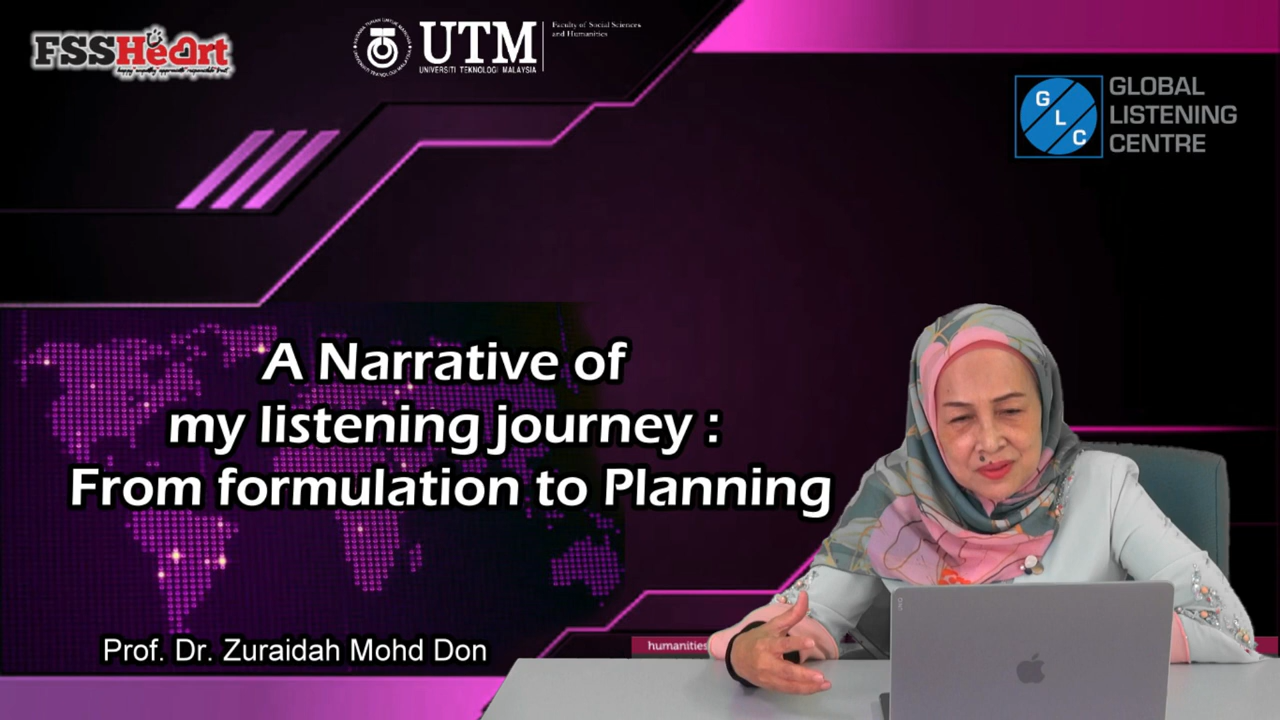 FSSHeart
UTM
UNIVERSITI TEKNOLOGI MALAYSIA
Faculty of Social Sciences
and Humanities
GLC
GLOBAL
LISTENING
CENTRE
A Narrative of
my listening journey :
From formulation to Planning
Prof. Dr. Zuraidah Mohd Don
humanities